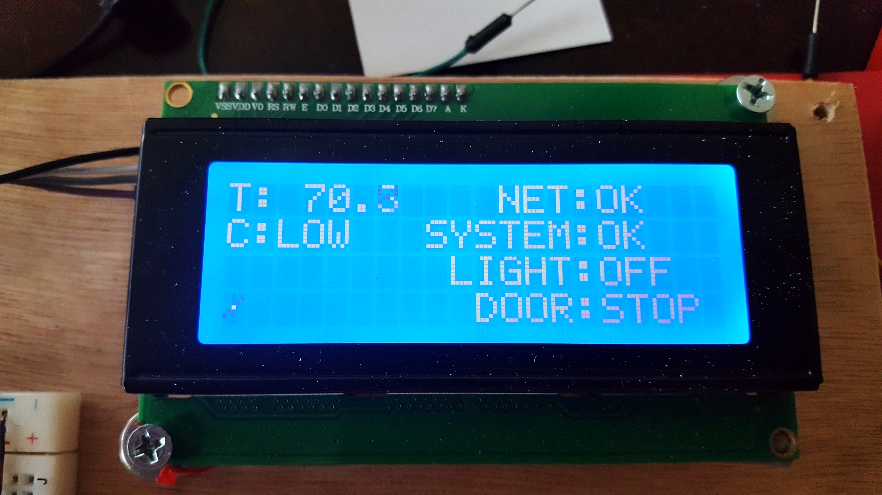 VSS VDD V0 RS RW E D0 D1 D2 D3 D4 D5 D6 D7 A K
T: 70. NET:OK
C:LOW SYSTEM:OK
LIGHT:OFF
DOOR:STOP